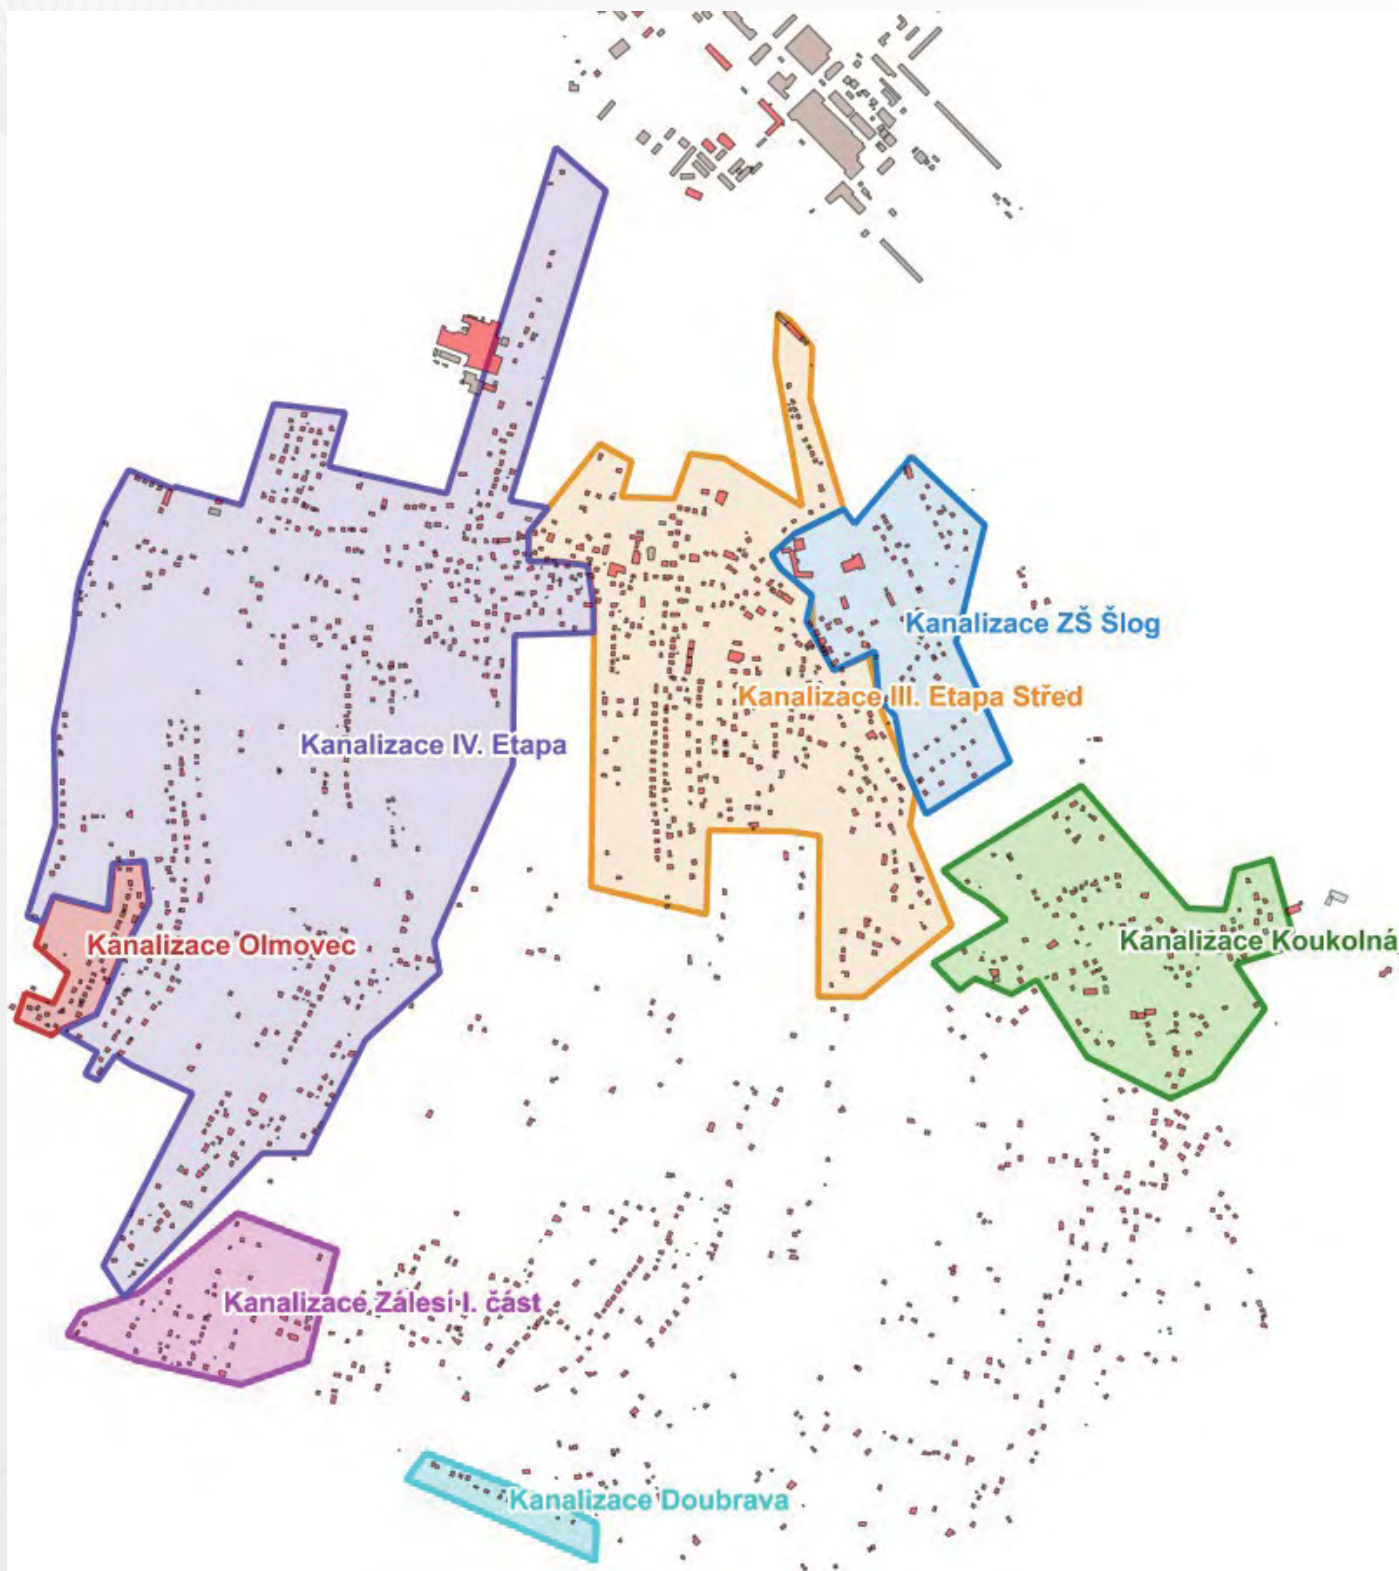 Kanalizace ZŠ Šlog
Kanalizace III. Etapa Střed
Kanalizace IV. Etapa
Kanalizace Olmovec
Kanalizace Koukolná
Kanalizace Zálesí I. část
Kanalizace Doubrava